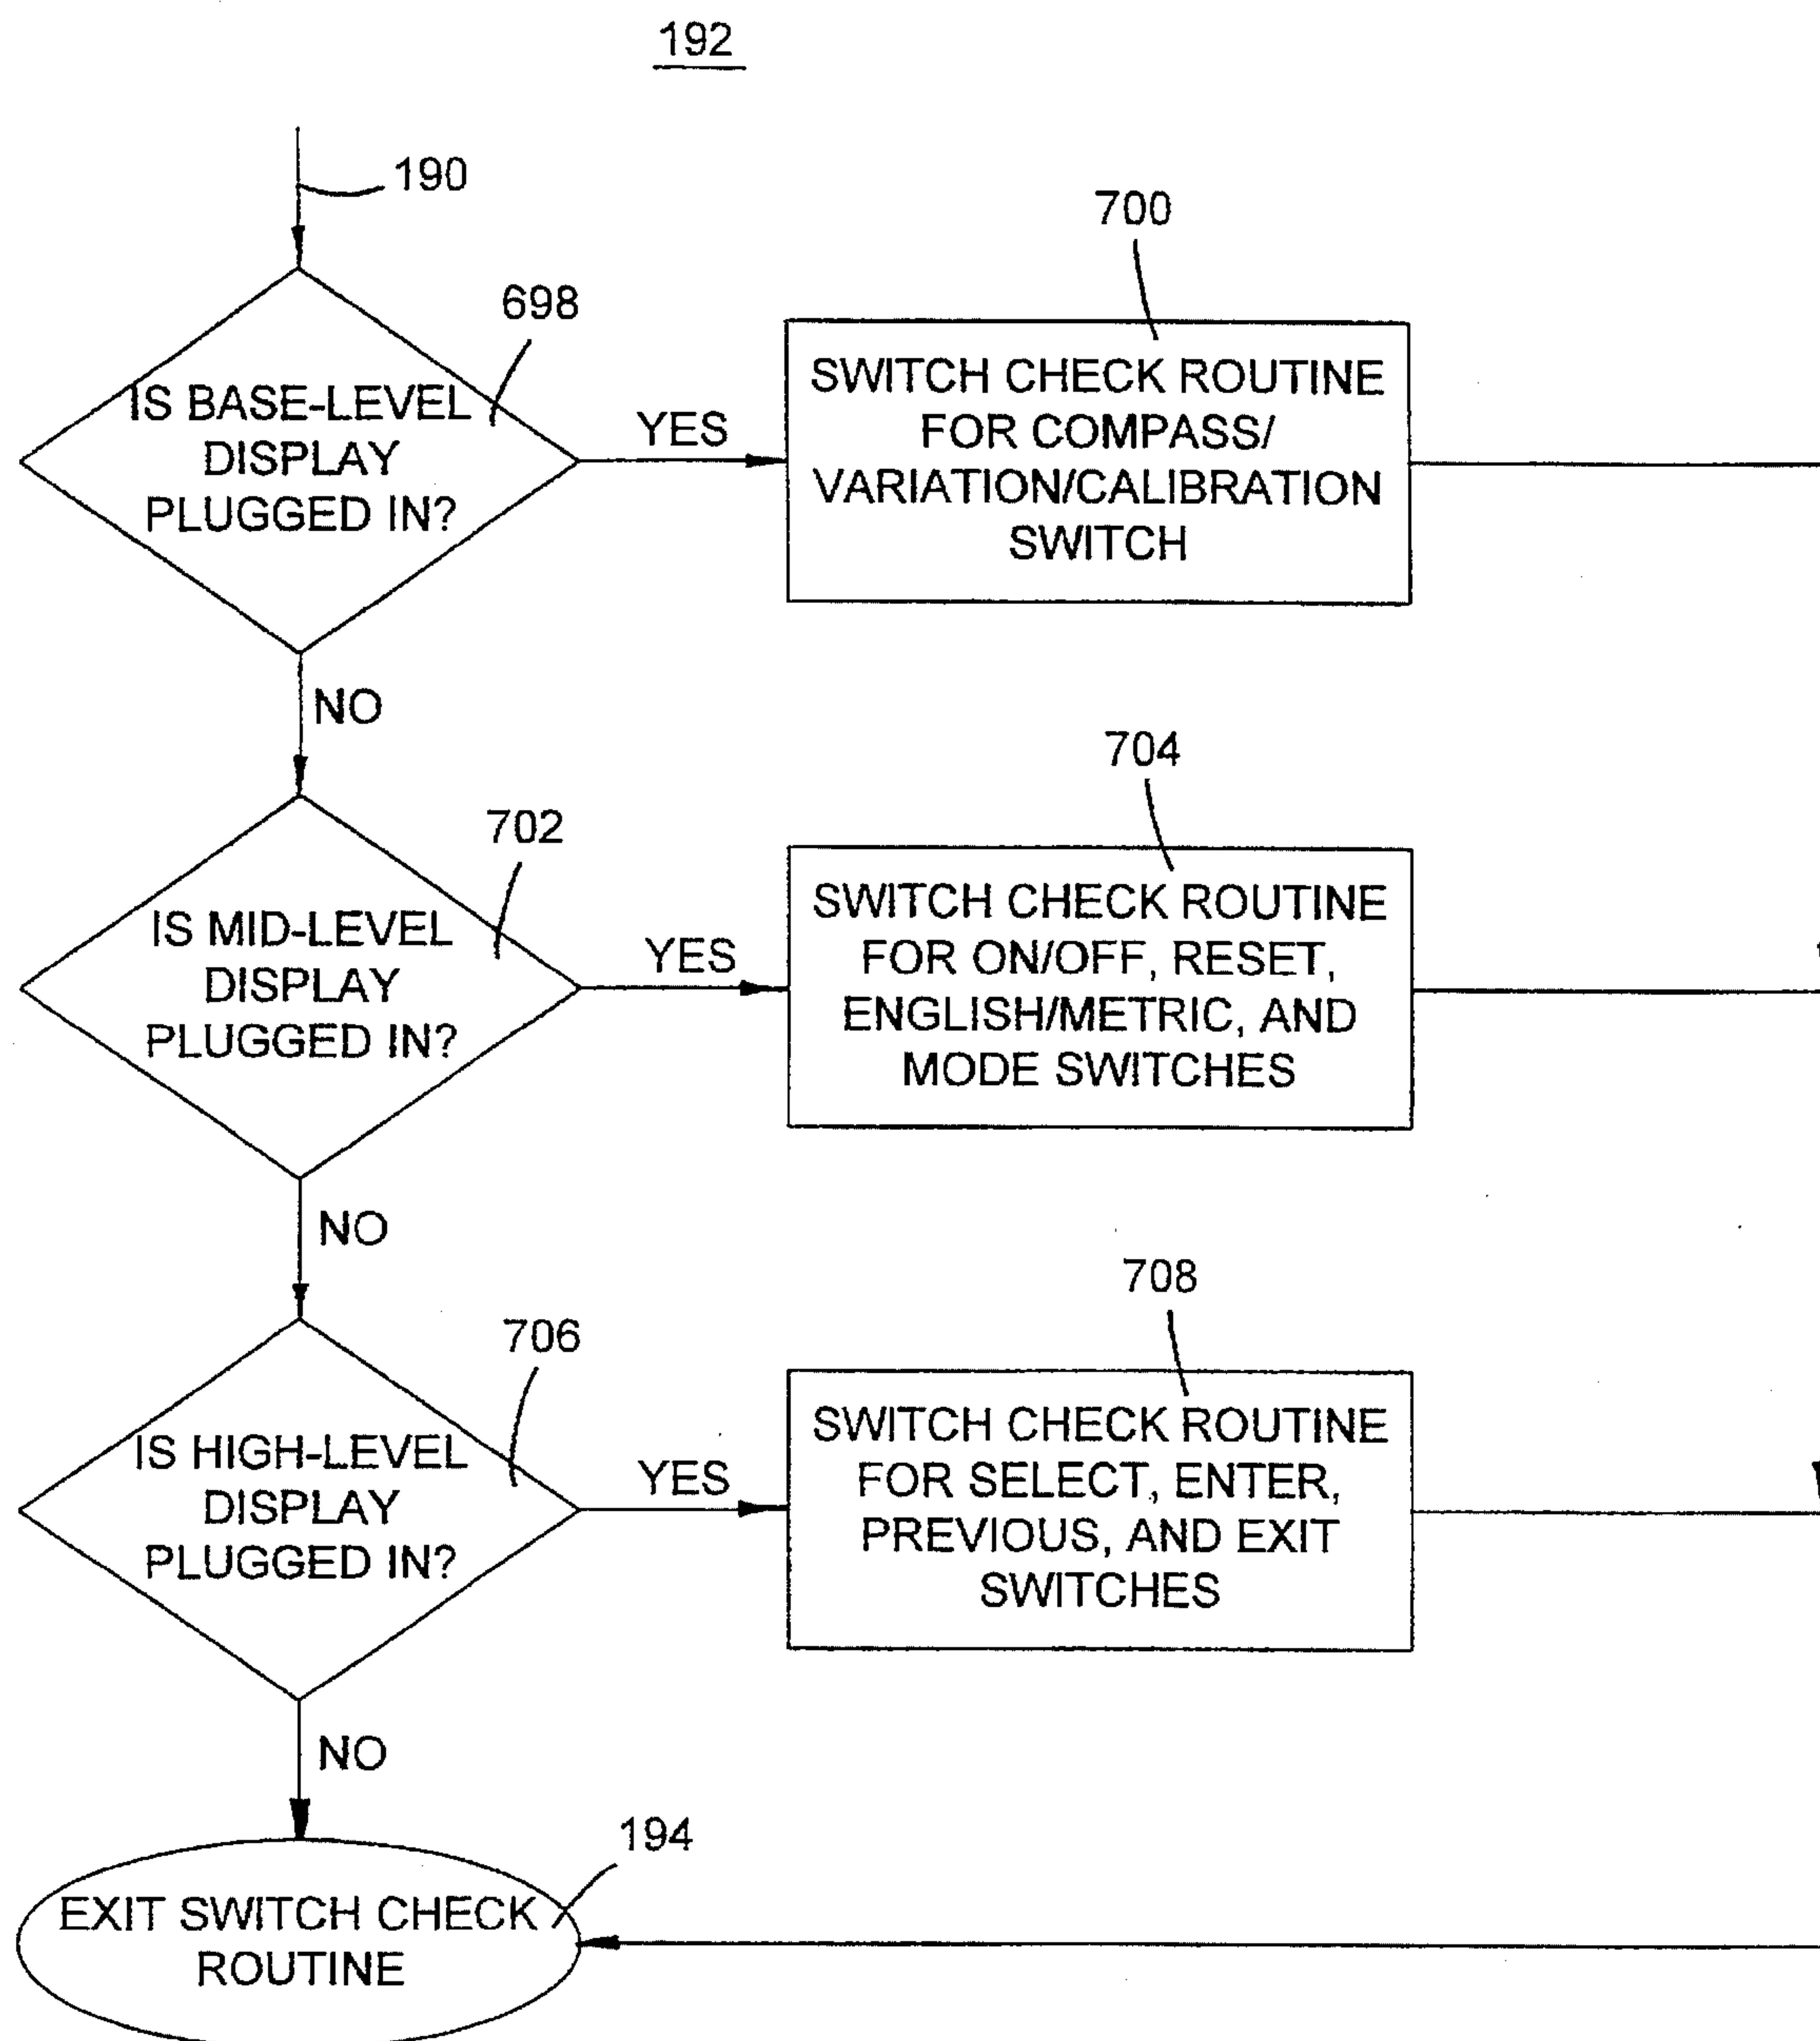 192
190
698
IS BASE-LEVEL
DISPLAY
PLUGGED IN?
YES
700
SWITCH CHECK ROUTINE
FOR COMPASS/
VARIATION/CALIBRATION
SWITCH
NO
702
IS MID-LEVEL
DISPLAY
PLUGGED IN?
YES
704
SWITCH CHECK ROUTINE
FOR ON/OFF, RESET,
ENGLISH/METRIC, AND
MODE SWITCHES
NO
706
IS HIGH-LEVEL
DISPLAY
PLUGGED IN?
YES
708
SWITCH CHECK ROUTINE
FOR SELECT, ENTER,
PREVIOUS, AND EXIT
SWITCHES
NO
194
EXIT SWITCH CHECK
ROUTINE